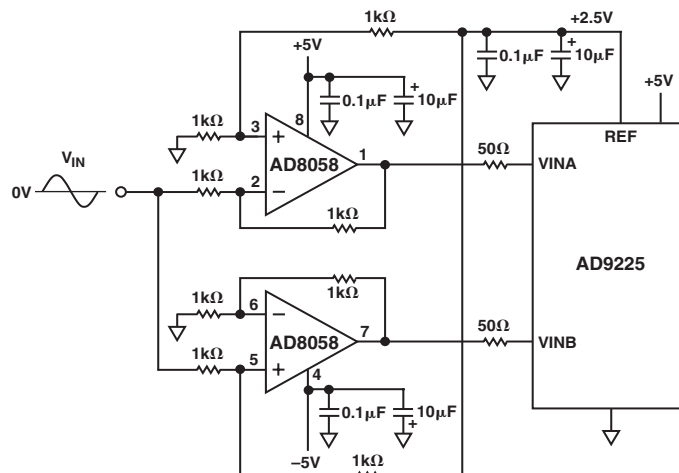 1kΩ
+2.5V
+5V
0.1μF
+
10μF
0.1μF
+
10μF
+5V
1kΩ
3
+
8
REF
VIN
AD8058
1
50Ω
VINA
0V
1kΩ
2
−
1kΩ
AD9225
1kΩ
1kΩ
6
−
AD8058
7
50Ω
VINB
1kΩ
5
+
4
0.1μF
10μF
+
−5V
1kΩ